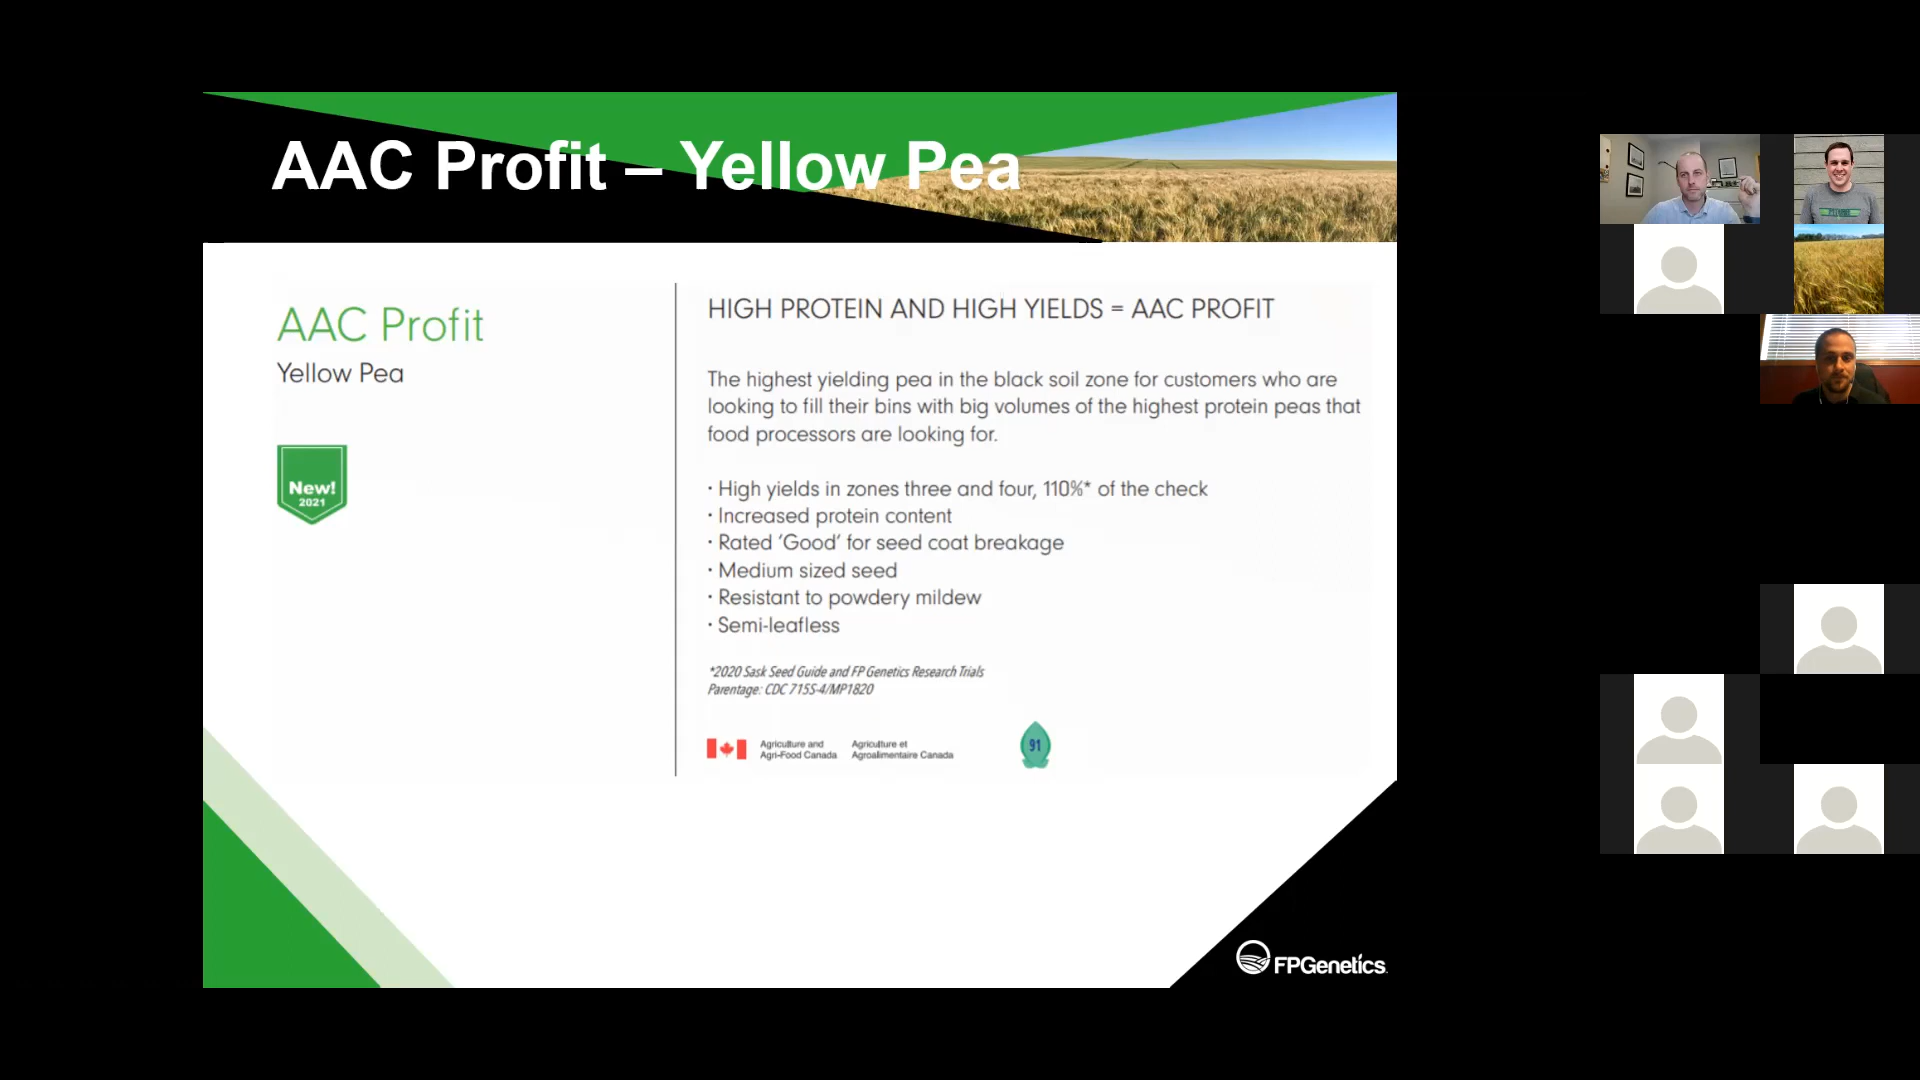 AAC Profit – Yellow Pea
AAC Profit
Yellow Pea
New!
2021
HIGH PROTEIN AND HIGH YIELDS = AAC PROFIT
The highest yielding pea in the black soil zone for customers who are
looking to fill their bins with big volumes of the highest protein peas that
food processors are looking for.
· High yields in zones three and four, 110%* of the check
· Increased protein content
· Rated ‘Good’ for seed coat breakage
· Medium sized seed
· Resistant to powdery mildew
· Semi-leafless
*2020 Sask Seed Guide and FP Genetics Research Trials
Parentage: CDC 715S-4/MP1820
Agriculture and
Agri-Food Canada
Agriculture et
Agroalimentaire Canada
91
FPGenetics.